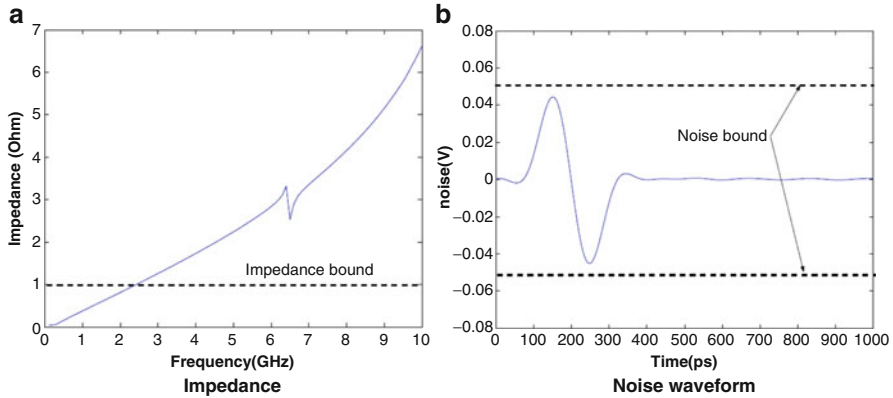 a
7
6
5
4
3
2
1
0
Impedance (Ohm)
Impedance bound
0 1 2 3 4 5 6 7 8 9 10
Frequency(GHz)
Impedance
b
0.08
0.06
0.04
0.02
0
−0.02
−0.04
−0.06
−0.08
noise(V)
Noise bound
0 100 200 300 400 500 600 700 800 900 1000
Time(ps)
Noise waveform